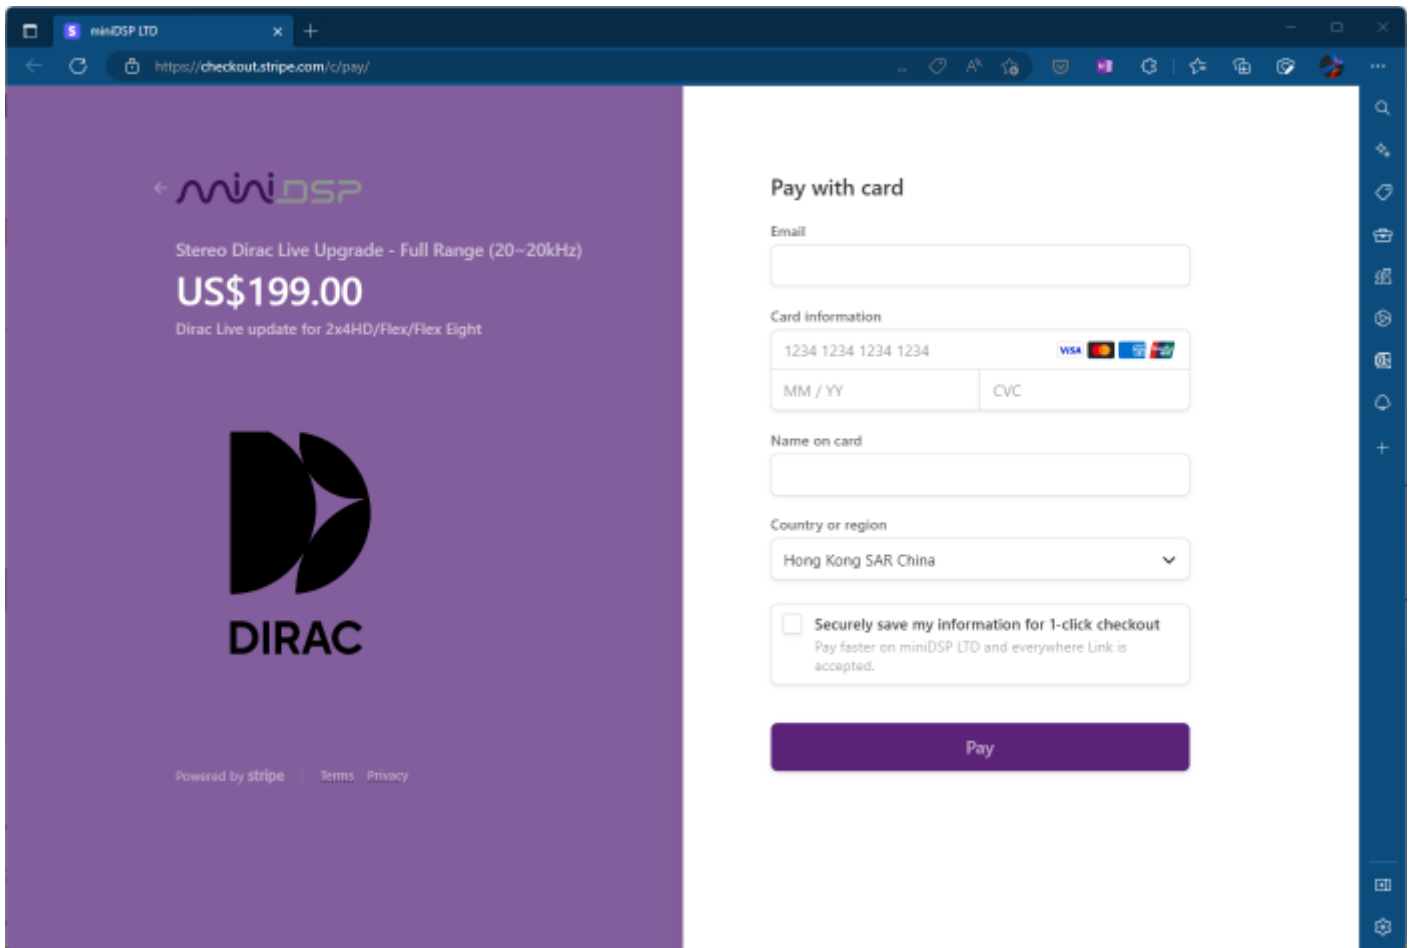 miniDSP LTD
https://checkout.stripe.com/c/pay/
miniDSP
Stereo Dirac Live Upgrade - Full Range (20~20kHz)
US$199.00
Dirac Live update for 2x4HD/Flex/Flex Eight
DIRAC
Powered by stripe
Terms Privacy
Pay with card
Email
Card information
1234 1234 1234 1234
VISA
MM / YY
CVC
Name on card
Country or region
Hong Kong SAR China
Securely save my information for 1-click checkout
Pay faster on miniDSP LTD and everywhere Link is
accepted.
Pay